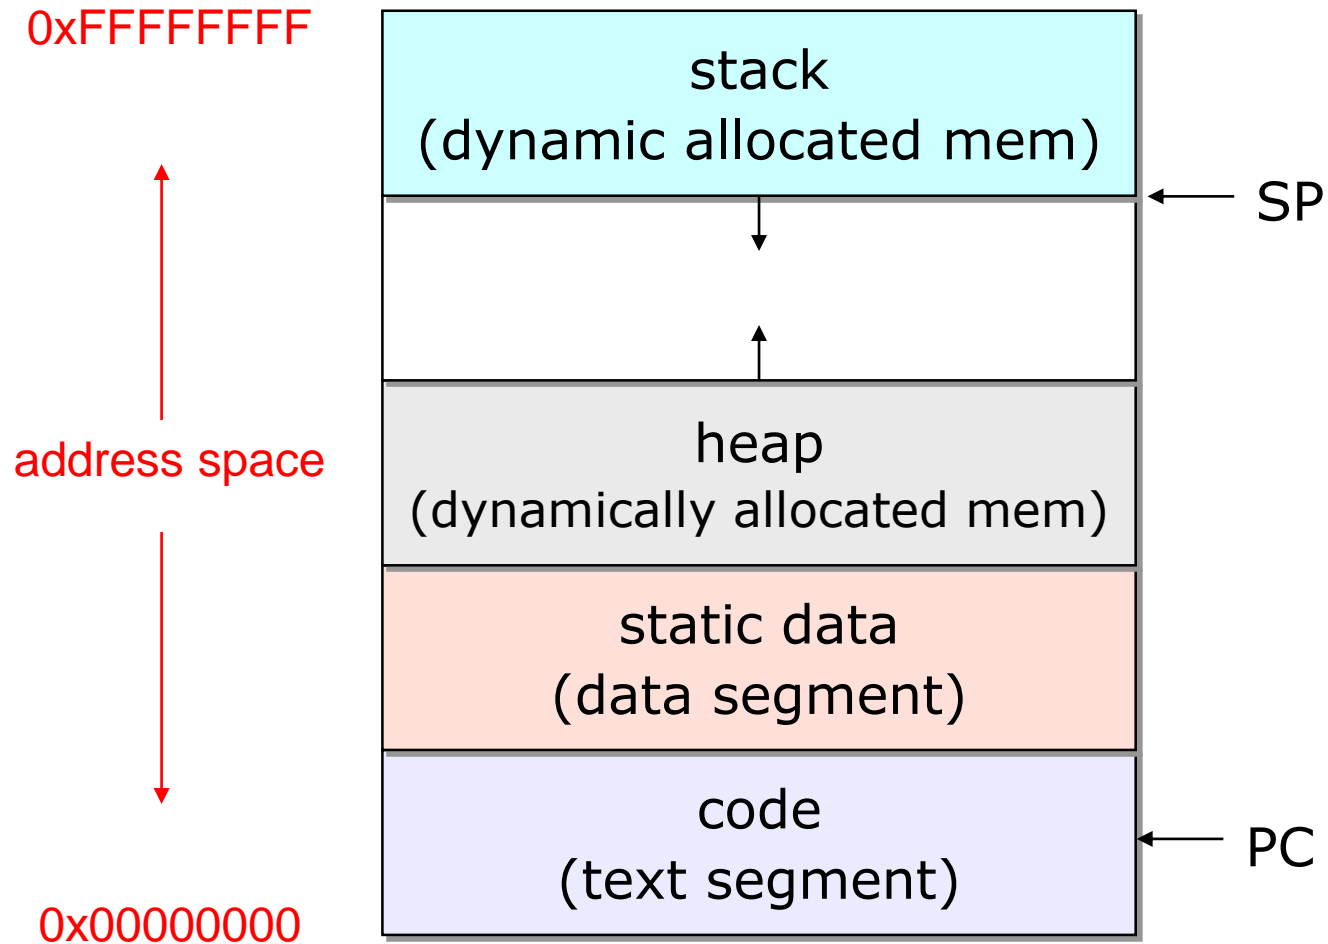 0xFFFFFFFF
stack
(dynamic allocated mem)
SP
address space
heap
(dynamically allocated mem)
static data
(data segment)
code
(text segment)
PC
0x00000000